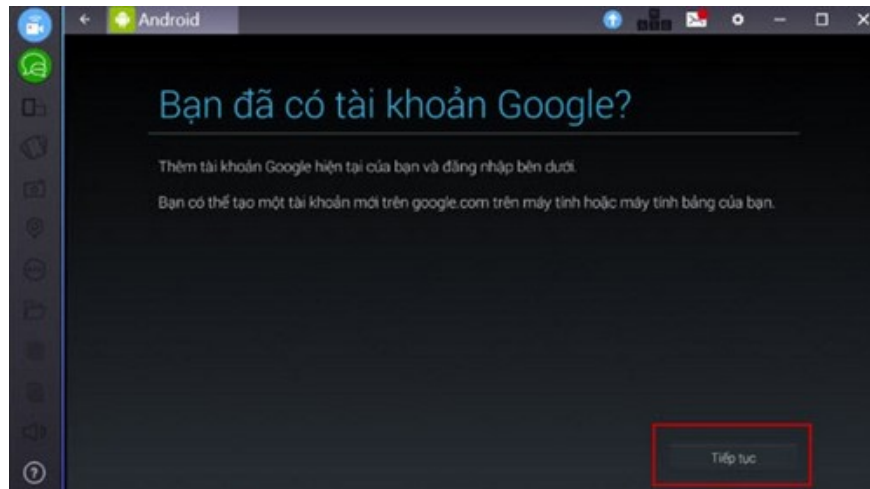 Android
Bạn đã có tài khoản Google?
Thêm tài khoản Google hiện tại của bạn và đăng nhập bên dưới.
Bạn có thể tạo một tài khoản mới trên google.com trên máy tính hoặc máy tính bảng của bạn.
Tiếp tục